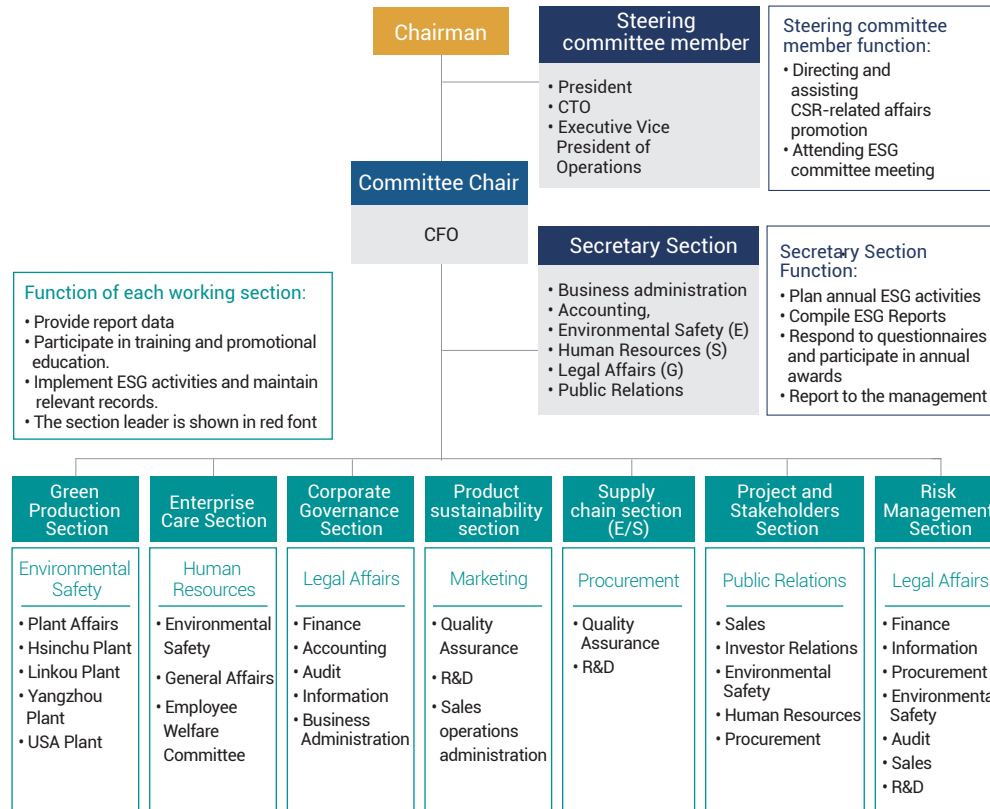 Chairman
Steering
committee member
• President
• CTO
• Executive Vice
President of
Operations
Steering committee
member function:
• Directing and
assisting
CSR-related affairs
promotion
• Attending ESG
committee meeting
Committee Chair
CFO
Secretary Section
• Business administration
• Accounting,
• Environmental Safety (E)
• Human Resources (S)
• Legal Affairs (G)
• Public Relations
Secretary Section
Function:
• Plan annual ESG activities
• Compile ESG Reports
• Respond to questionnaires
and participate in annual
awards
• Report to the management
Function of each working section:
• Provide report data
• Participate in training and promotional
education.
• Implement ESG activities and maintain
relevant records.
• The section leader is shown in red font
Green
Production
Section
Environmental
Safety
• Plant Affairs
• Hsinchu Plant
• Linkou Plant
• Yangzhou
Plant
• USA Plant
Enterprise
Care Section
Human
Resources
• Environmental
Safety
• General Affairs
• Employee
Welfare
Committee
Corporate
Governance
Section
Legal Affairs
• Finance
• Accounting
• Audit
• Information
• Business
Administration
Product
sustainability
section
Marketing
• Quality
Assurance
• R&D
• Sales
operations
administration
Supply
chain section
(E/S)
Procurement
• Quality
Assurance
• R&D
Project and
Stakeholders
Section
Public Relations
• Sales
• Investor Relations
• Environmental
Safety
• Human Resources
• Procurement
Risk
Management
Section
Legal Affairs
• Finance
• Information
• Procurement
• Environmenta
Safety
• Audit
• Sales
• R&D